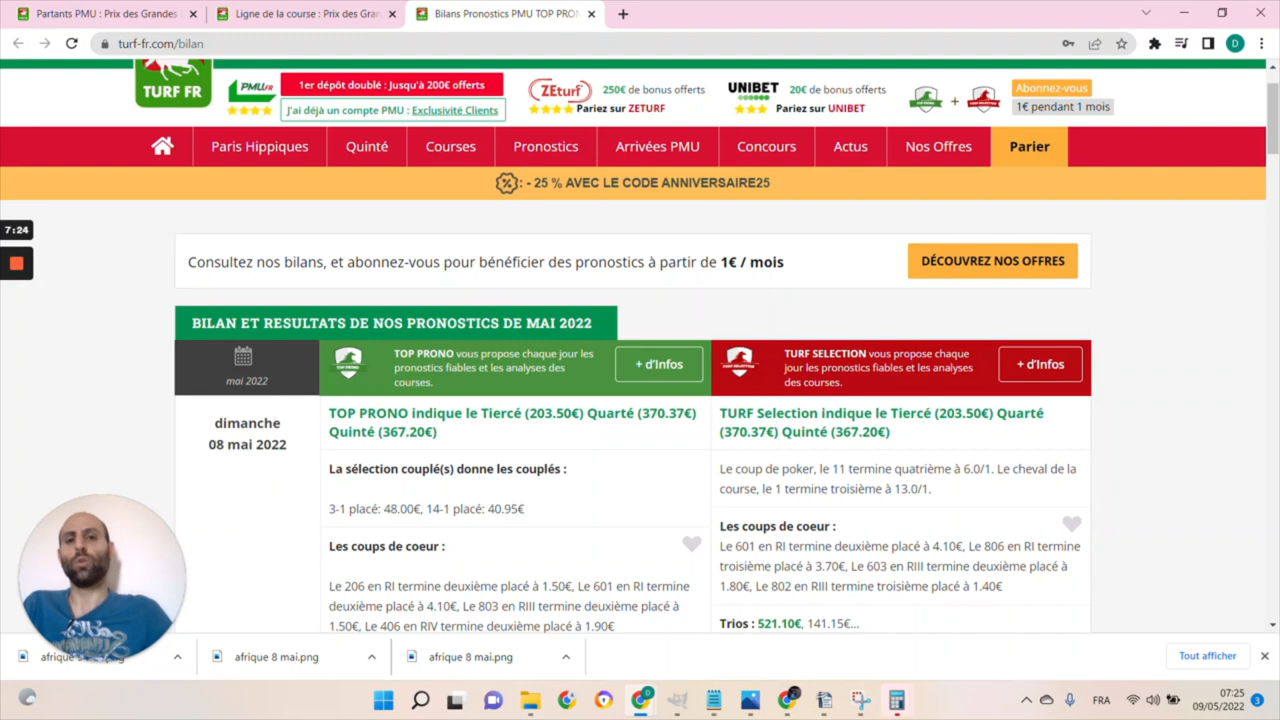 Partants PMU : Prix des Grandes
Ligne de la course : Prix des Gran
Bilans Pronostics PMU TOP PRON
turf-fr.com/bilan
D
TURF FR
PMU.FR
1er dépôt doublé : Jusqu'à 200€ offerts
J'ai déjà un compte PMU : Exclusivité Clients
ZEturf
250€ de bonus offerts
Pariez sur ZETURF
UNIBET
20€ de bonus offerts
Pariez sur UNIBET
+
Abonnez-vous
1€ pendant 1 mois
Paris Hippiques Quinté Courses Pronostics Arrivées PMU Concours Actus Nos Offres Parier
% : - 25 % AVEC LE CODE ANNIVERSAIRE25
7:24
Consultez nos bilans, et abonnez-vous pour bénéficier des pronostics à partir de 1€ / mois
DÉCOUVREZ NOS OFFRES
BILAN ET RESULTATS DE NOS PRONOSTICS DE MAI 2022
mai 2022
TOP PRONO
TOP PRONO vous propose chaque jour les
pronostics fiables et les analyses des
courses.
+ d'Infos
TURF SELECTION
TURF SELECTION vous propose chaque
jour les pronostics fiables et les analyses
des courses.
+ d'Infos
dimanche
08 mai 2022
TOP PRONO indique le Tiercé (203.50€) Quarté (370.37€)
Quinté (367.20€)
La sélection couplé(s) donne les couplés :
3-1 placé: 48.00€, 14-1 placé: 40.95€
Les coups de coeur :
Le 206 en RI termine deuxième placé à 1.50€, Le 601 en RI termine
deuxième placé à 4.10€, Le 803 en RIII termine deuxième placé à
1.50€, Le 406 en RIV termine deuxième placé à 1.90€
TURF Selection indique le Tiercé (203.50€) Quarté
(370.37€) Quinté (367.20€)
Le coup de poker, le 11 termine quatrième à 6.0/1. Le cheval de la
course, le 1 termine troisième à 13.0/1.
Les coups de coeur :
Le 601 en RI termine deuxième placé à 4.10€, Le 806 en RI termine
troisième placé à 3.70€, Le 603 en RIII termine deuxième placé à
1.80€, Le 802 en RIII termine troisième placé à 1.40€
Trios : 521.10€, 141.15€...
afrique 8 mai.png
afrique 8 mai.png
Tout afficher
D
FRA
07:25
09/05/2022
3